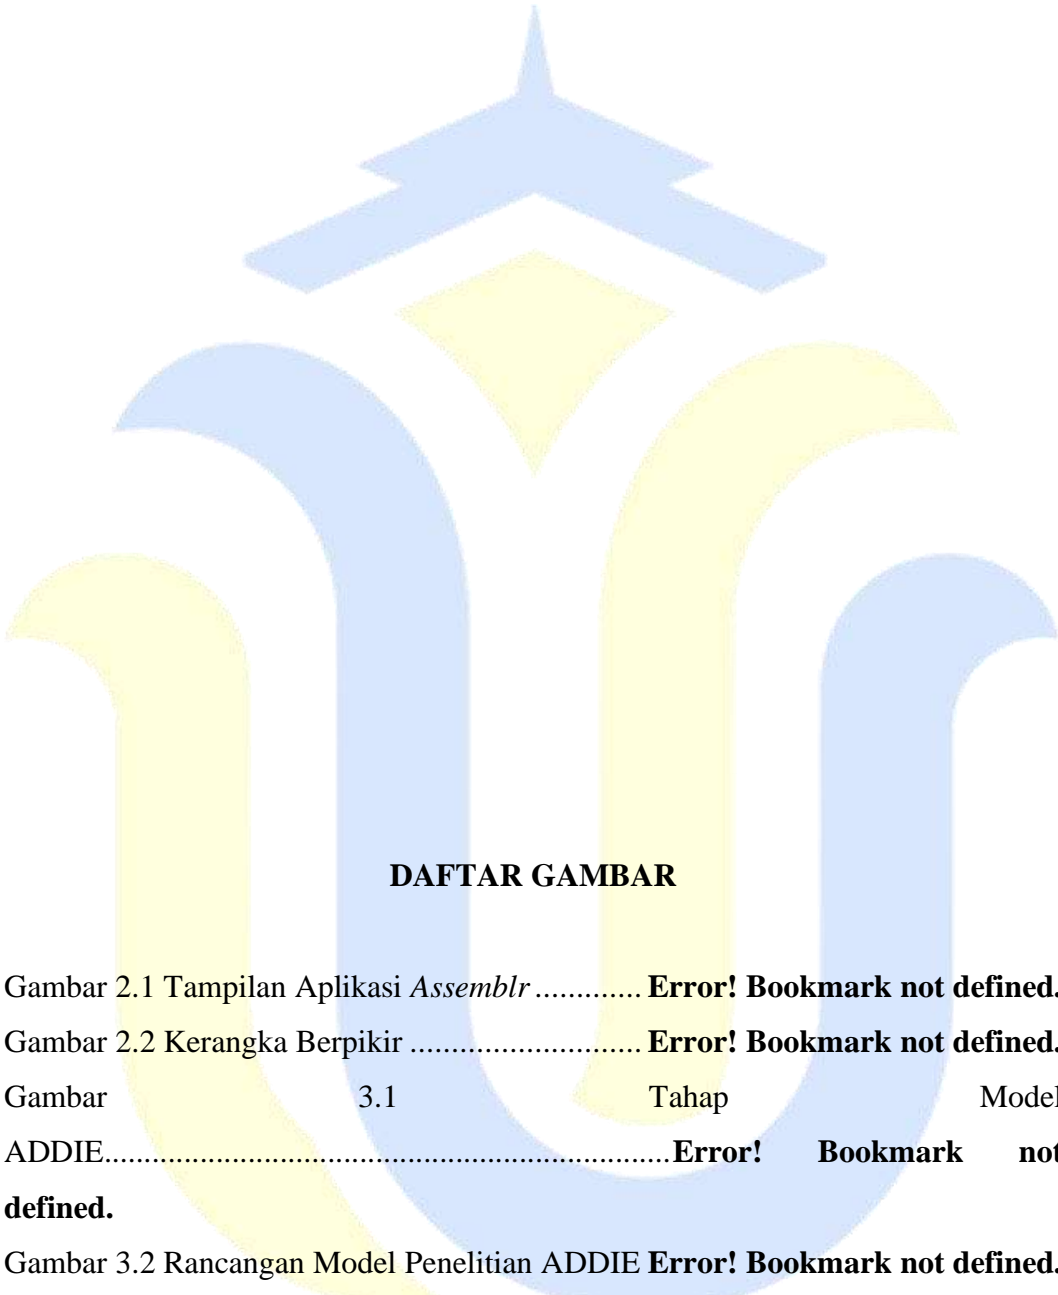 DAFTAR GAMBAR
Gambar 2.1 Tampilan Aplikasi Assemblr ............. Error! Bookmark not defined.
Gambar 2.2 Kerangka Berpikir ............................ Error! Bookmark not defined.
Gambar 3.1 Tahap Model
ADDIE........................................................................Error! Bookmark not
defined.
Gambar 3.2 Rancangan Model Penelitian ADDIE Error! Bookmark not defined.